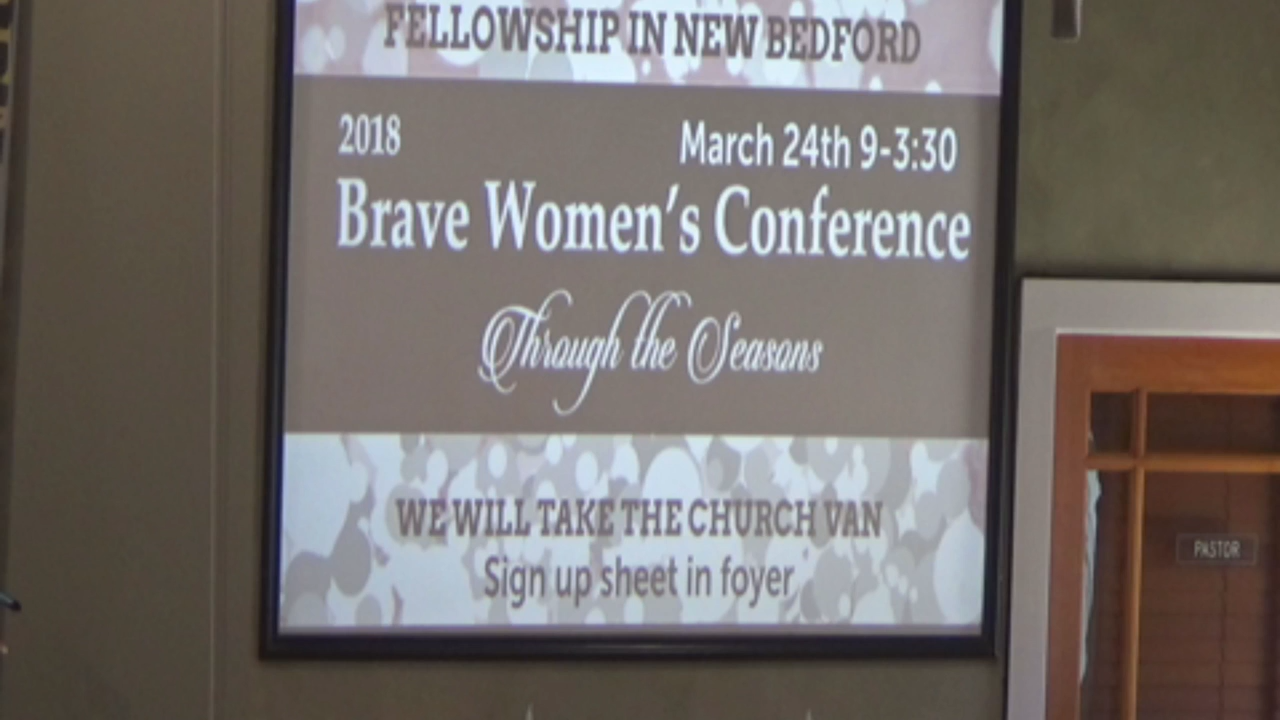 FELLOWSHIP IN NEW BEDFORD
2018
March 24th 9-3:30
Brave Women's Conference
Through the Seasons
WE WILL TAKE THE CHURCH VAN
Sign up sheet in foyer
PASTOR